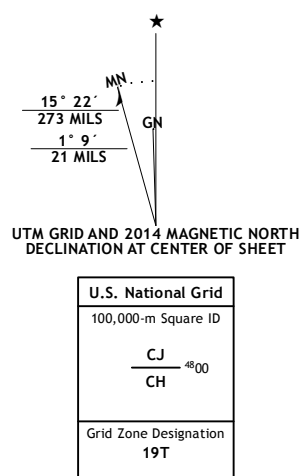 ★
MN
GN
15° 22´
273 MILS
1° 9´
21 MILS
UTM GRID AND 2014 MAGNETIC NORTH
DECLINATION AT CENTER OF SHEET
U.S. National Grid
100,000-m Square ID
CJ
4800
CH
Grid Zone Designation
19T